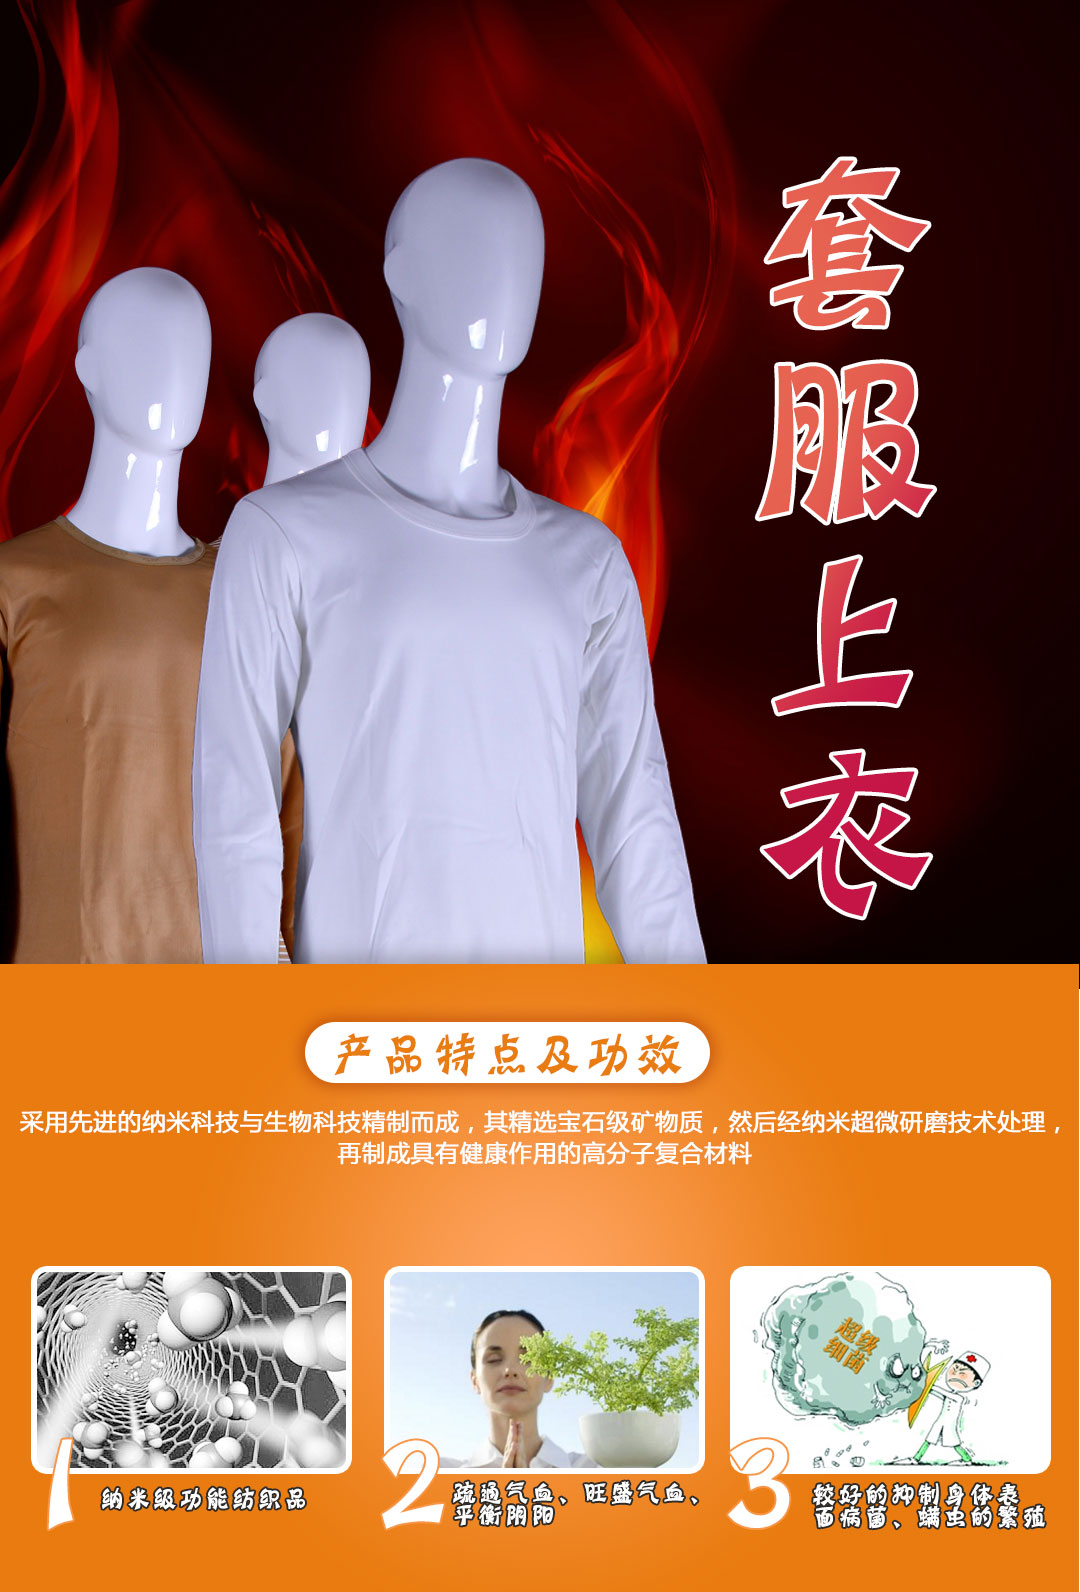 套服上衣
产品特点及功效
采用先进的纳米科技与生物科技精制而成，其精选宝石级矿物质，然后经纳米超微研磨技术处理，
再制成具有健康作用的高分子复合材料
超级
细菌
1 纳米级功能纺织品
2 疏通气血、旺盛气血、
平衡阴阳
3 较好的抑制身体表
面病菌、螨虫的繁殖